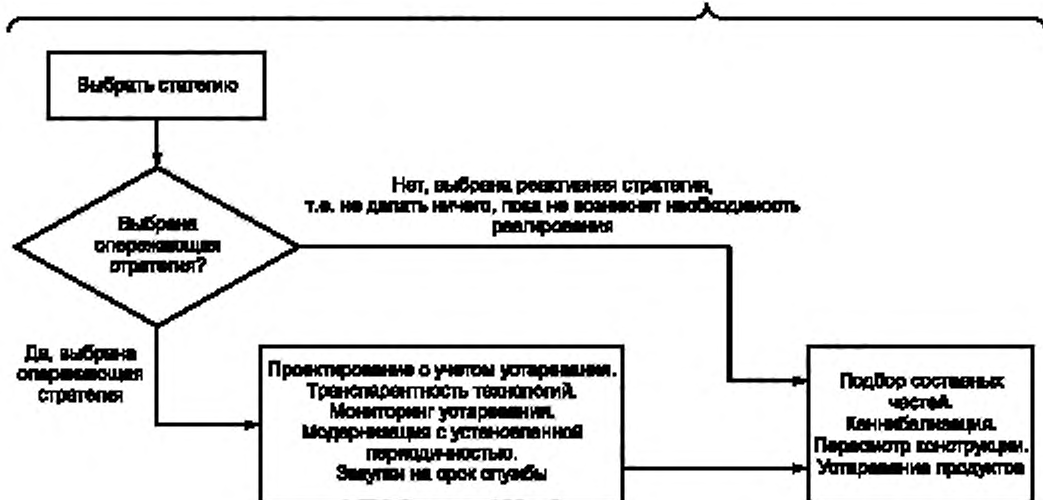 Выбрать статегию
Нет, выбрана реактивная стратегия,
т.е. не делать ничего, пока не возникнет необходимость
реагирования
Выбрана
опережающая
стратегия?
Да, выбрана
опережающая
стратегия
Проектирование с учетом устаревания.
Транспарентность технологий.
Мониторинг устаревания.
Модернизация с установленной
периодичностью.
Закупки на срок службы
Подбор составных
частей.
Каннибализация.
Пересмотр конструкции.
Устаревание продуктов